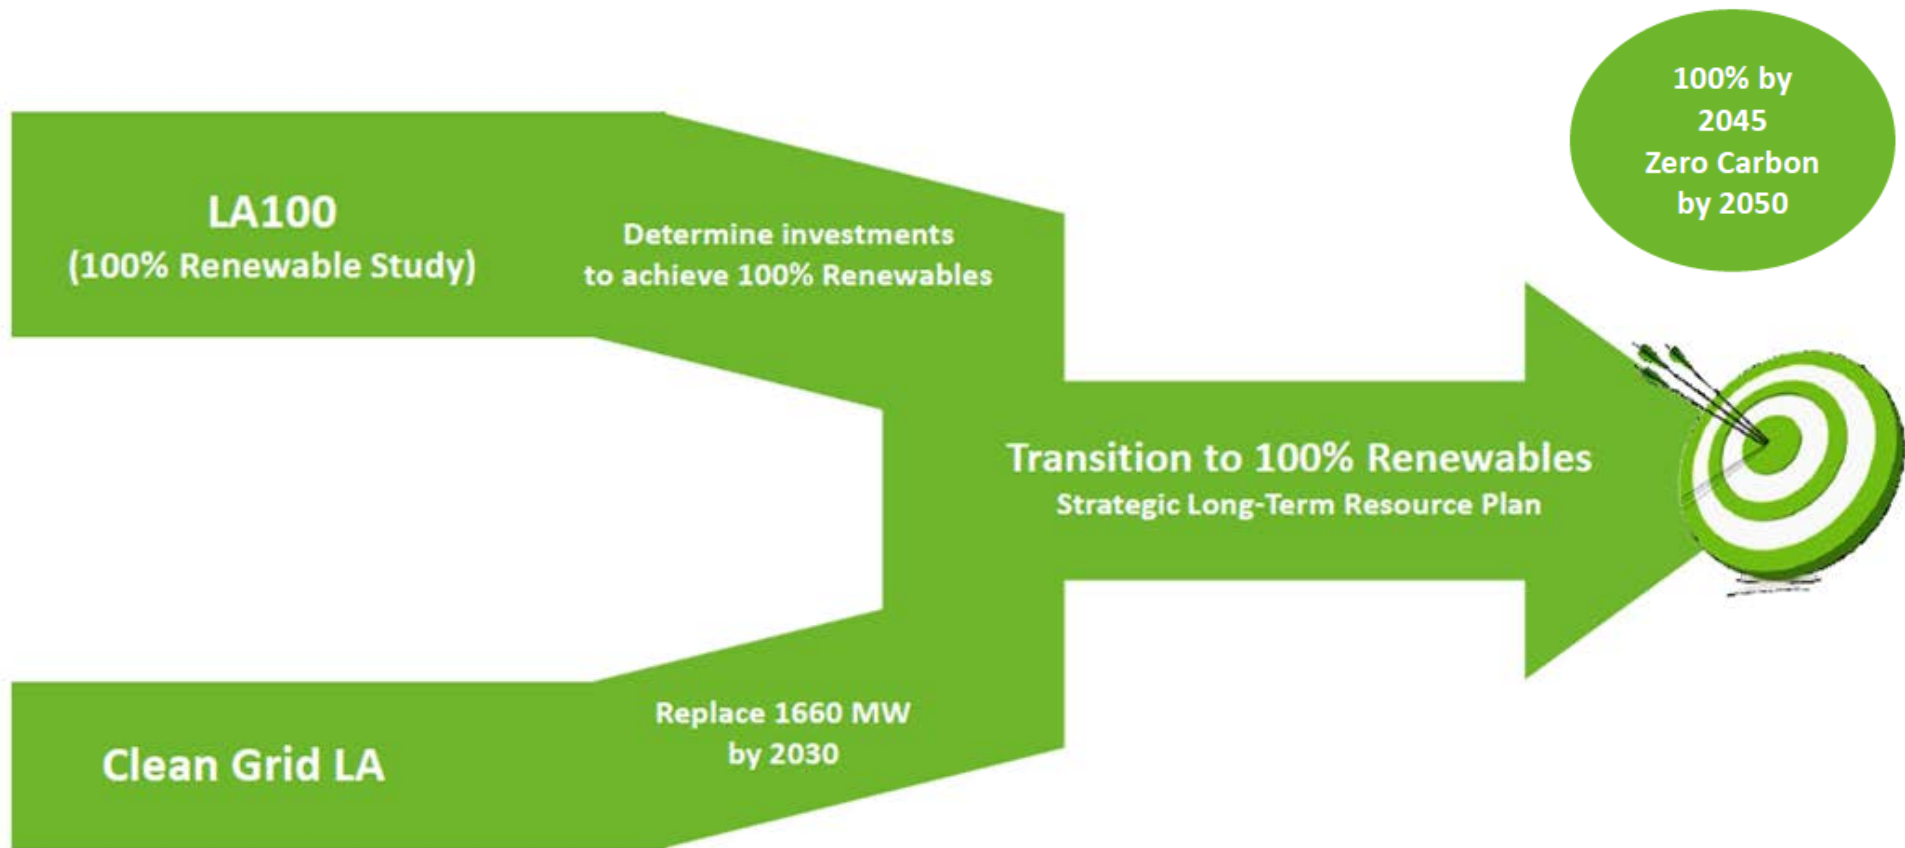 LA100
(100% Renewable Study)
Determine investments
to achieve 100% Renewables
100% by
2045
Zero Carbon
by 2050
Transition to 100% Renewables
Strategic Long-Term Resource Plan
Clean Grid LA
Replace 1660 MW
by 2030